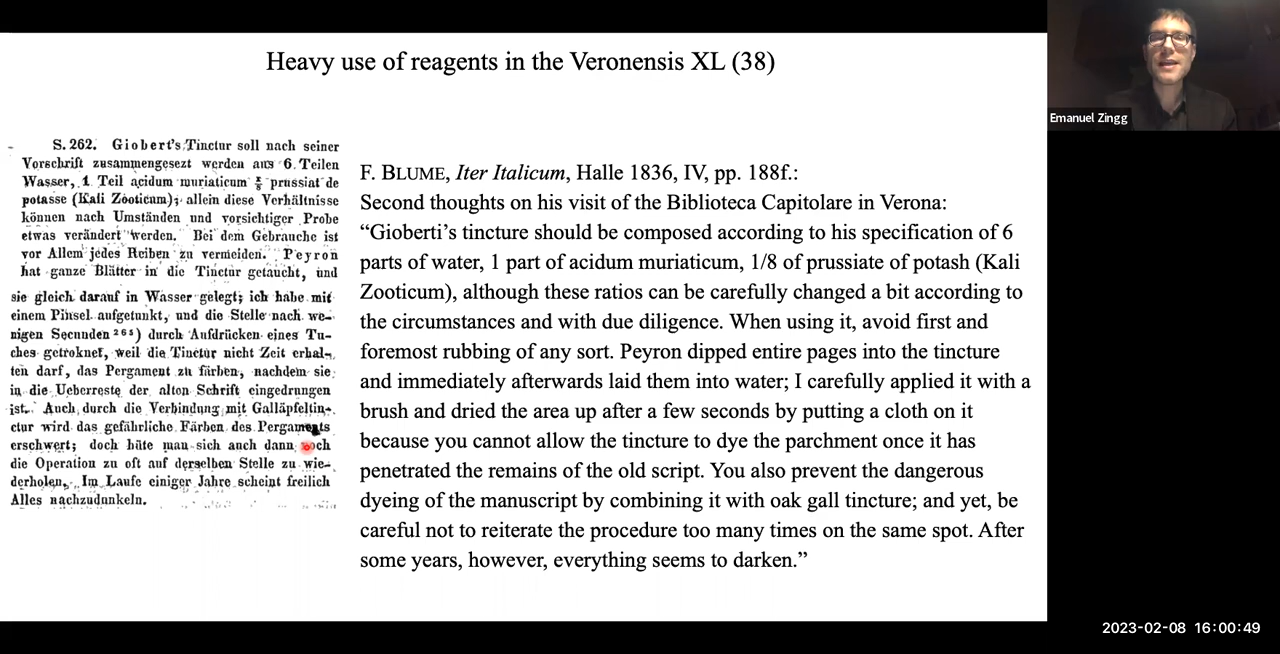 Heavy use of reagents in the Veronensis XL (38)
S. 262. Giobert's Tinctur soll nach seiner
Vorschrift zusammengesezt werden aus 6 Teilen
Wasser, 1 Teil acidum muriaticum prussiat de
potasse (Kali Zooticum); allein diese Verhältnisse
können nach Umständen und vorsichtiger Probe
etwas verändert werden. Bei dem Gebrauche ist
vor Allem jedes Reiben zu vermeiden. Peyron
hat ganze Blätter in die Tinctur getaucht, und
sie gleich darauf in Wasser gelegt; ich habe mit
einem Pinsel aufgetunkt, und die Stelle nach we-
nigen Secunden 265) durch Aufdrücken eines Tu-
ches getroknet, weil die Tinctur nicht Zeit erhal-
ten darf, das Pergament zu färben, nachdem sie
in die Ueberreste der alten Schrift eingedrungen
ist. Auch durch die Verbindung mit Galläpfeltin-
ctur wird das gefährliche Färben des Pergaments
erschwert; doch hüte man sich auch dann noch
die Operation zu oft auf derselben Stelle zu wie-
derholen. Im Laufe einiger Jahre scheint freilich
Alles nachzudunkeln.
F. BLUME, Iter Italicum, Halle 1836, IV, pp. 188f.:
Second thoughts on his visit of the Biblioteca Capitolare in Verona:
“Gioberti’s tincture should be composed according to his specification of 6
parts of water, 1 part of acidum muriaticum, 1/8 of prussiate of potash (Kali
Zooticum), although these ratios can be carefully changed a bit according to
the circumstances and with due diligence. When using it, avoid first and
foremost rubbing of any sort. Peyron dipped entire pages into the tincture
and immediately afterwards laid them into water; I carefully applied it with a
brush and dried the area up after a few seconds by putting a cloth on it
because you cannot allow the tincture to dye the parchment once it has
penetrated the remains of the old script. You also prevent the dangerous
dyeing of the manuscript by combining it with oak gall tincture; and yet, be
careful not to reiterate the procedure too many times on the same spot. After
some years, however, everything seems to darken.”
Emanuel Zingg
2023-02-08 16:00:49